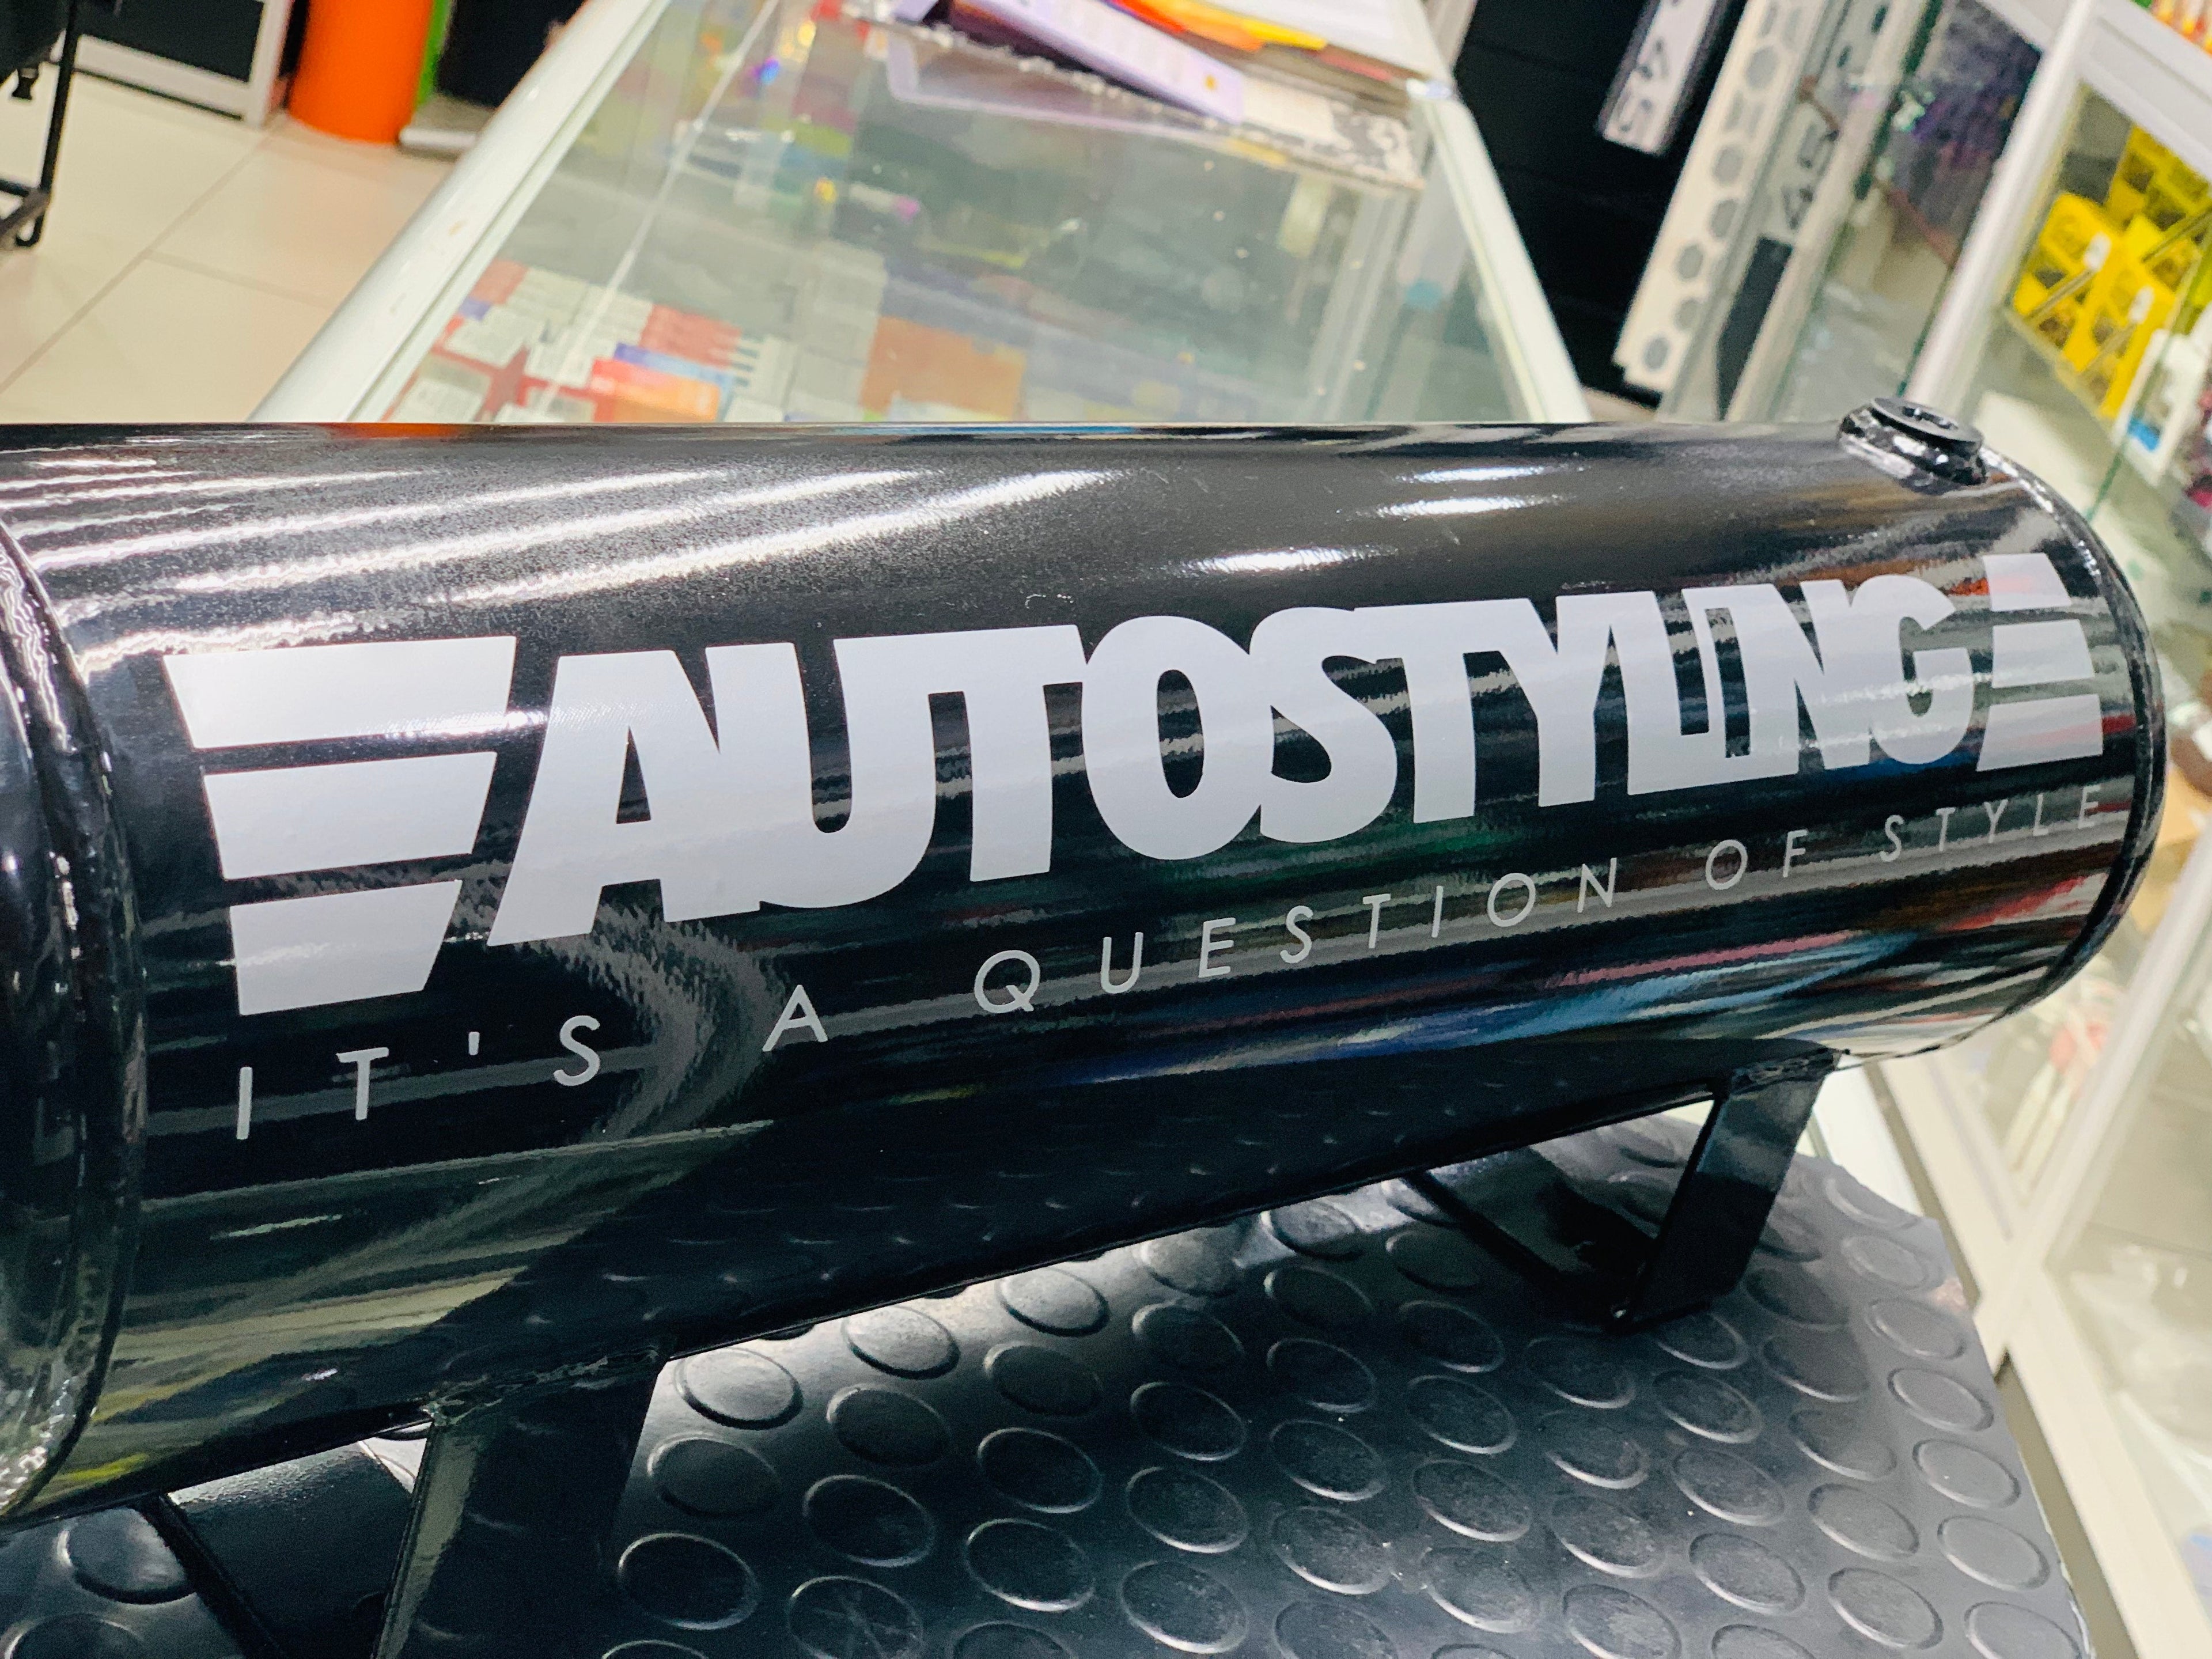 AUTOSTYLING
IT'S A QUESTION OF STYLE